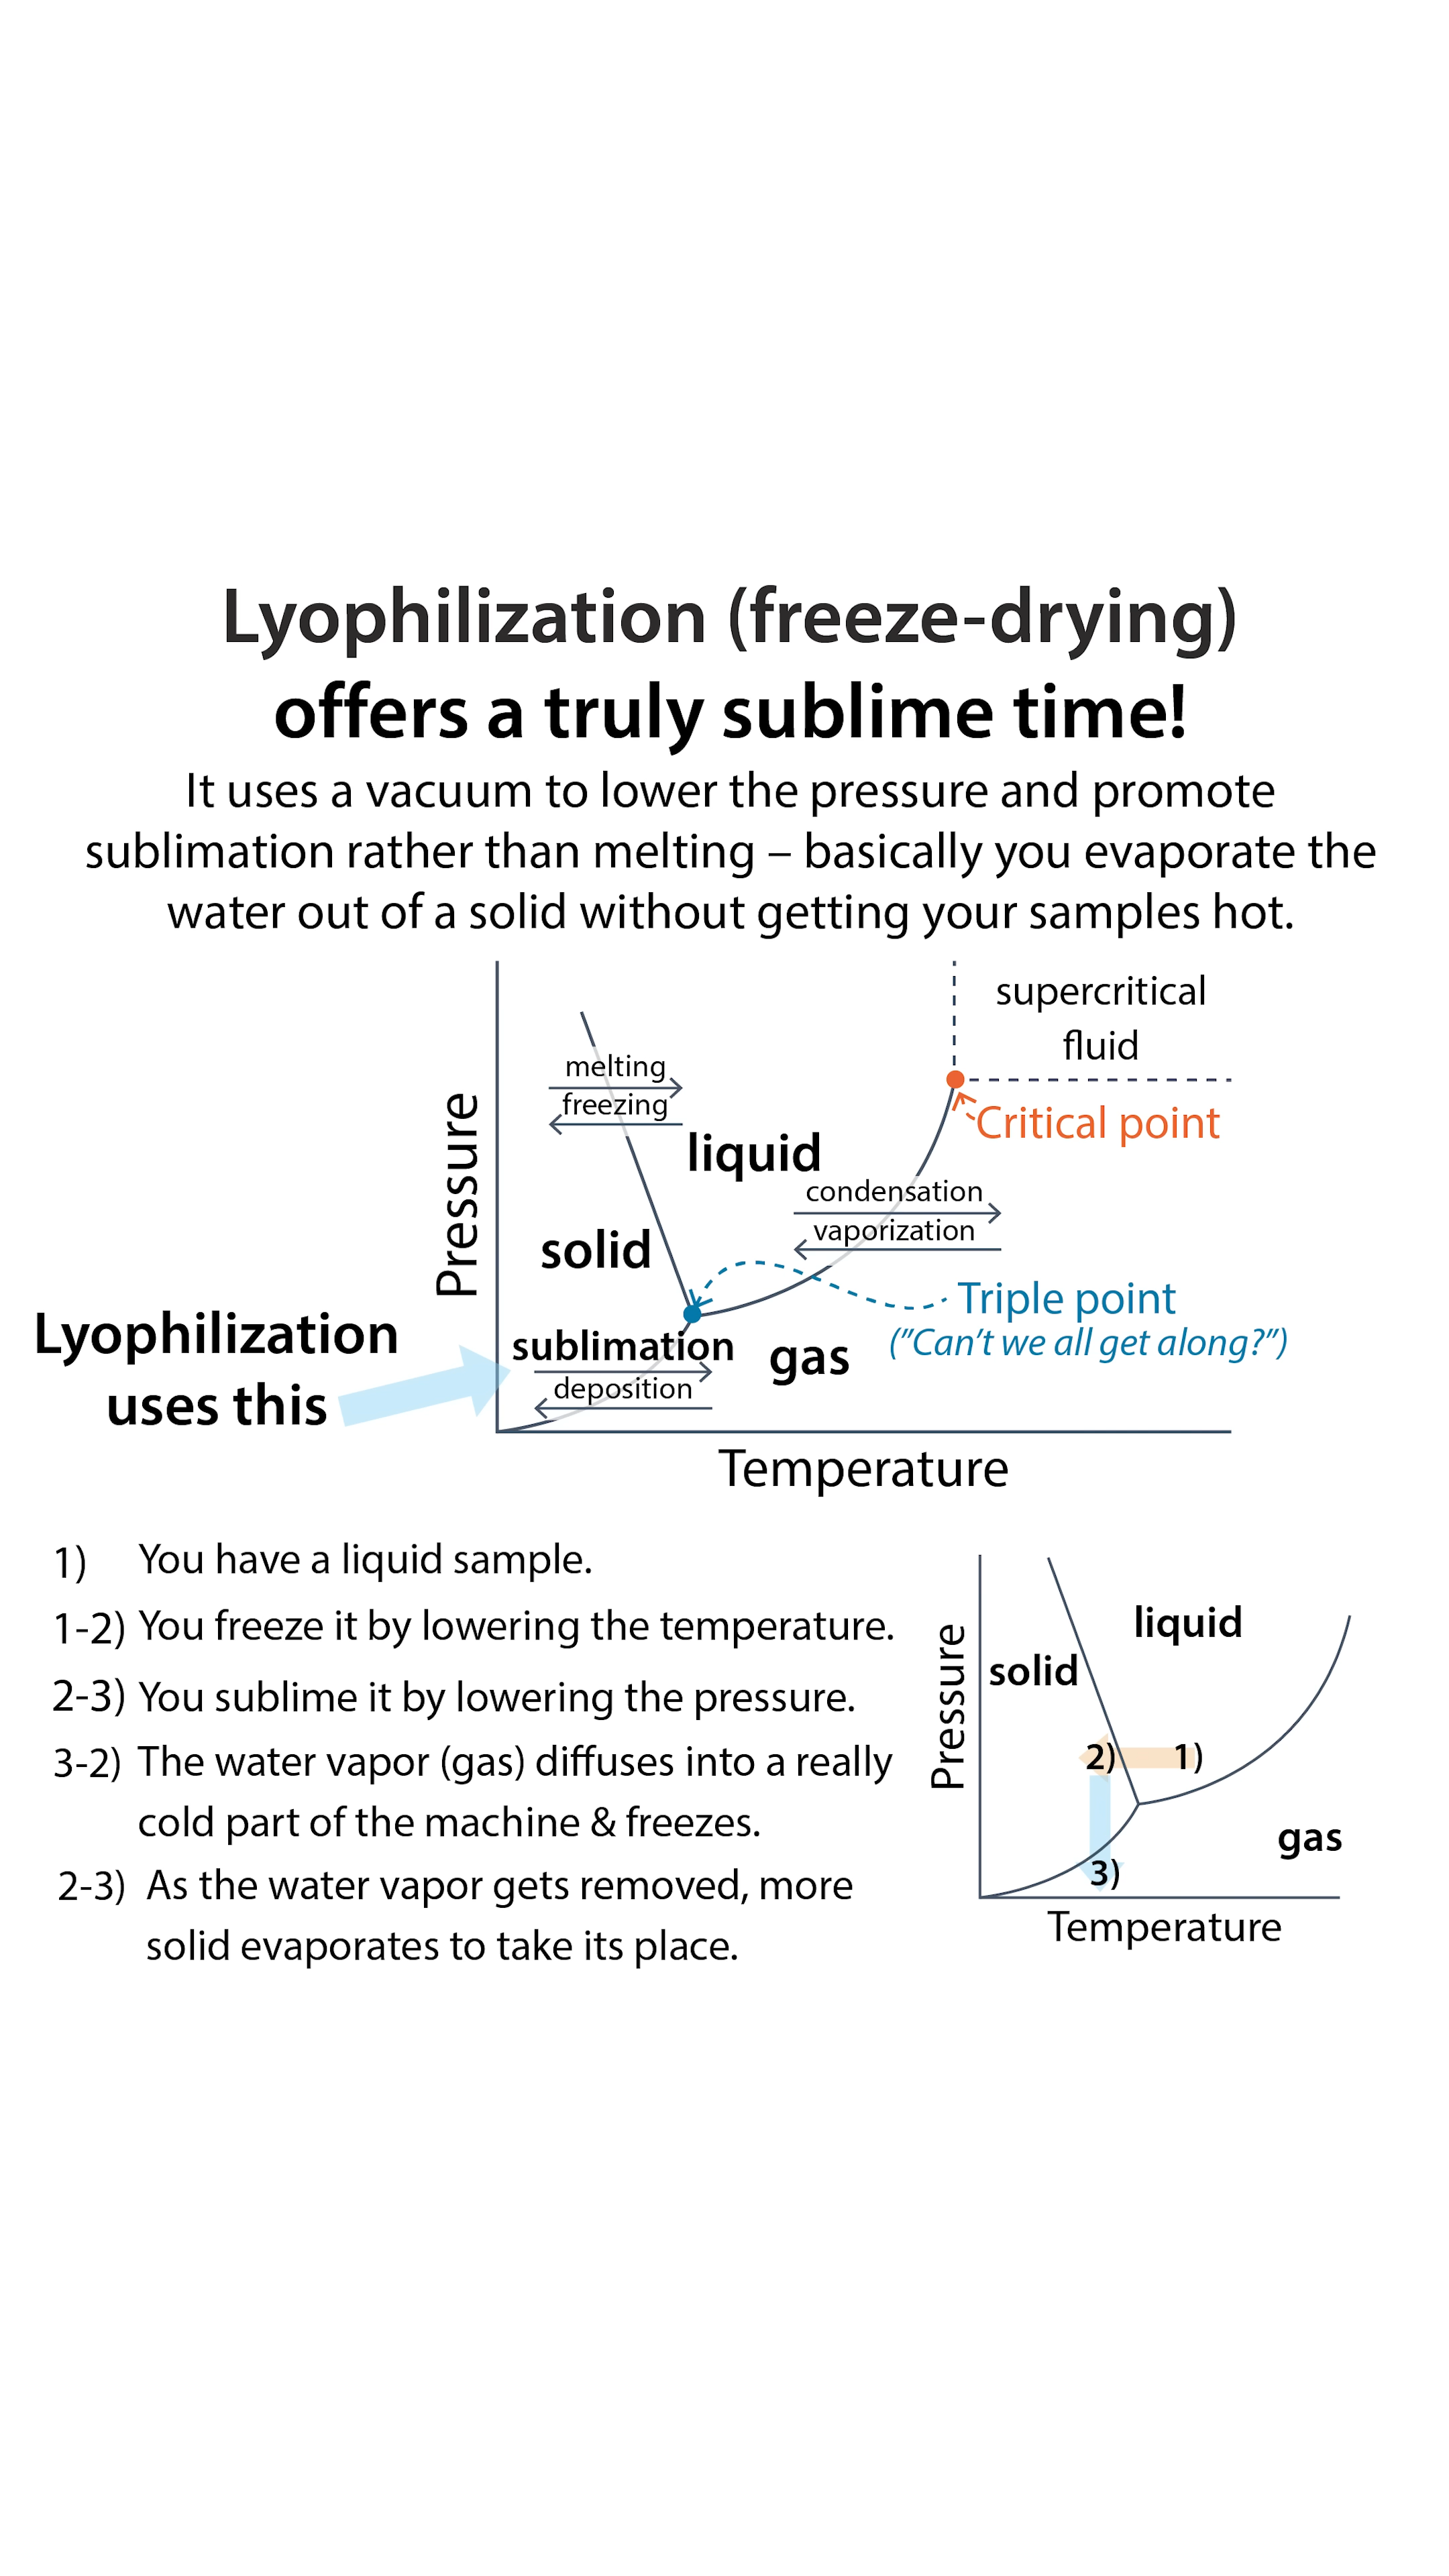 Lyophilization (freeze-drying)
offers a truly sublime time!
It uses a vacuum to lower the pressure and promote
sublimation rather than melting – basically you evaporate the
water out of a solid without getting your samples hot.
supercritical
fluid
Critical point
melting
freezing
liquid
condensation
vaporization
solid
Pressure
Triple point
("Can't we all get along?")
Lyophilization
uses this
sublimation
deposition
gas
Temperature
1) You have a liquid sample.
1-2) You freeze it by lowering the temperature.
2-3) You sublime it by lowering the pressure.
3-2) The water vapor (gas) diffuses into a really
cold part of the machine & freezes.
2-3) As the water vapor gets removed, more
solid evaporates to take its place.
liquid
solid
Pressure
2) 1)
gas
3)
Temperature